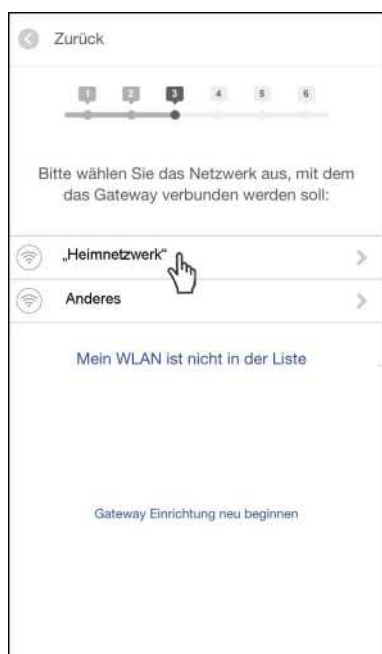 Zurück
1 2 3 4 5 6
Bitte wählen Sie das Netzwerk aus, mit dem
das Gateway verbunden werden soll:
„Heimnetzwerk“
Anderes
Mein WLAN ist nicht in der Liste
Gateway Einrichtung neu beginnen